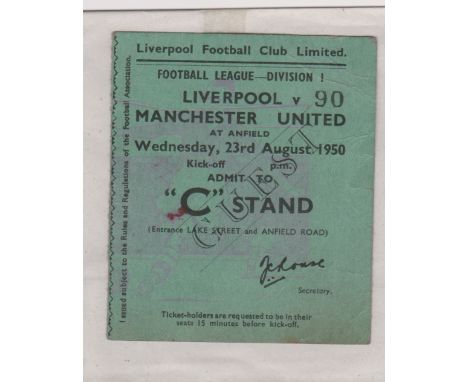 Liverpool Football Club Limited.
FOOTBALL LEAGUE—DIVISION I
LIVERPOOL v 90
MANCHESTER UNITED
AT ANFIELD
Wednesday, 23rd August 1950
Kick-off p.m.
ADMIT TO
"C" STAND
GUEST
(Entrance LAKE STREET and ANFIELD ROAD)
Secretary.
Ticket-holders are requested to be in their
seats 15 minutes before kick-off.
Issued subject to the Rules and Regulations of the Football Association.